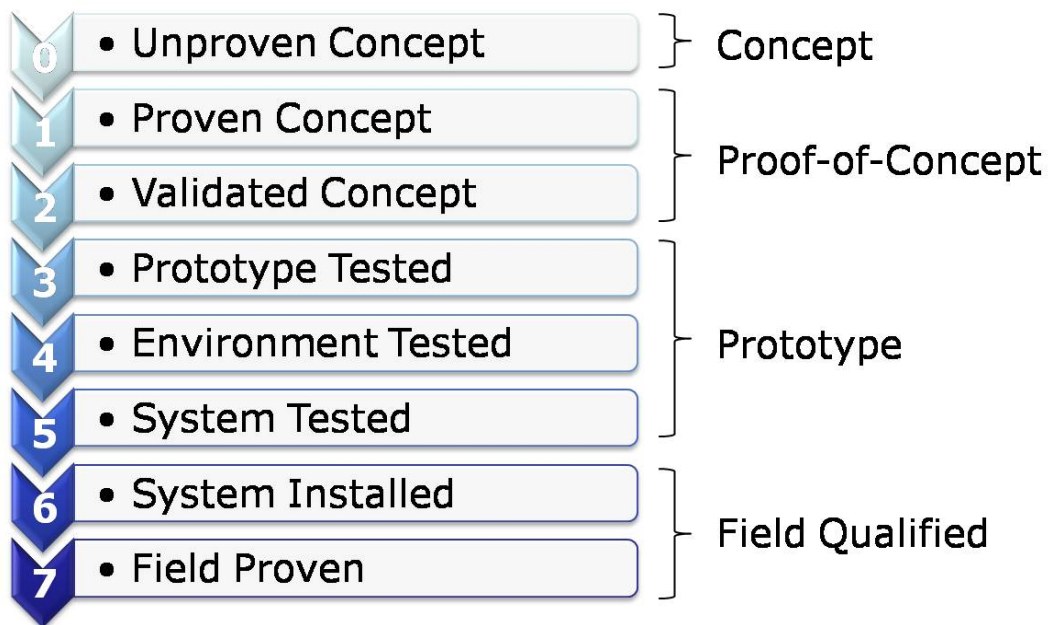 0 • Unproven Concept
Concept
1 • Proven Concept
Proof-of-Concept
2 • Validated Concept
3 • Prototype Tested
4 • Environment Tested
Prototype
5 • System Tested
6 • System Installed
Field Qualified
7 • Field Proven